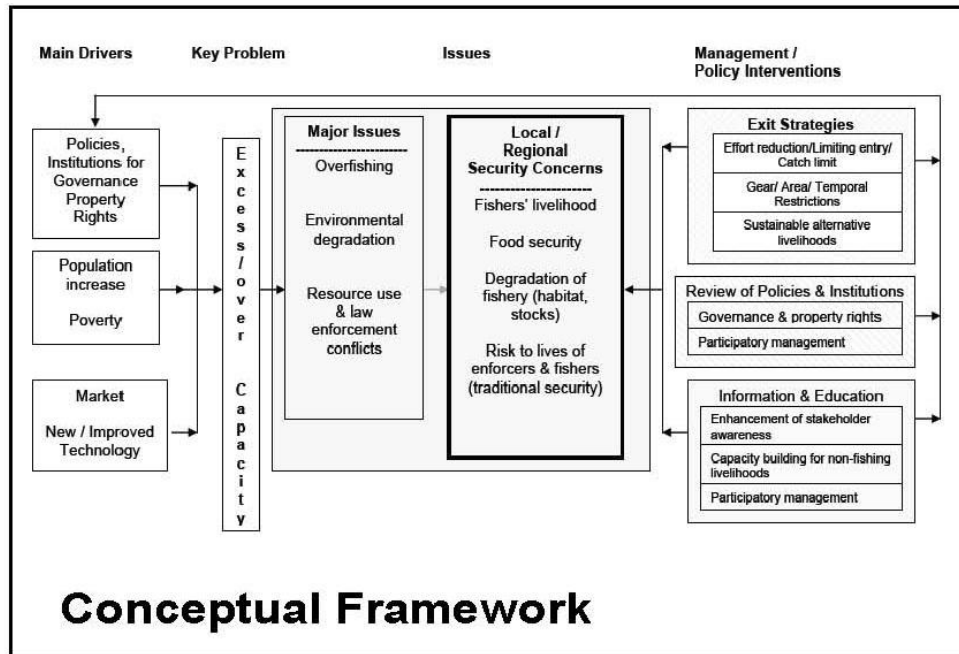 Main Drivers
Key Problem
Issues
Management /
Policy Interventions
Policies,
Institutions for
Governance
Property
Rights
Population
increase
Poverty
Market
New / Improved
Technology
Excess/over Capacity
Major Issues
Overfishing
Environmental
degradation
Resource use
& law
enforcement
conflicts
Local /
Regional
Security Concerns
Fishers' livelihood
Food security
Degradation of
fishery (habitat,
stocks)
Risk to lives of
enforcers & fishers
(traditional security)
Exit Strategies
Effort reduction/Limiting entry/
Catch limit
Gear/ Area/ Temporal
Restrictions
Sustainable alternative
livelihoods
Review of Policies & Institutions
Governance & property rights
Participatory management
Information & Education
Enhancement of stakeholder
awareness
Capacity building for non-fishing
livelihoods
Participatory management
Conceptual Framework